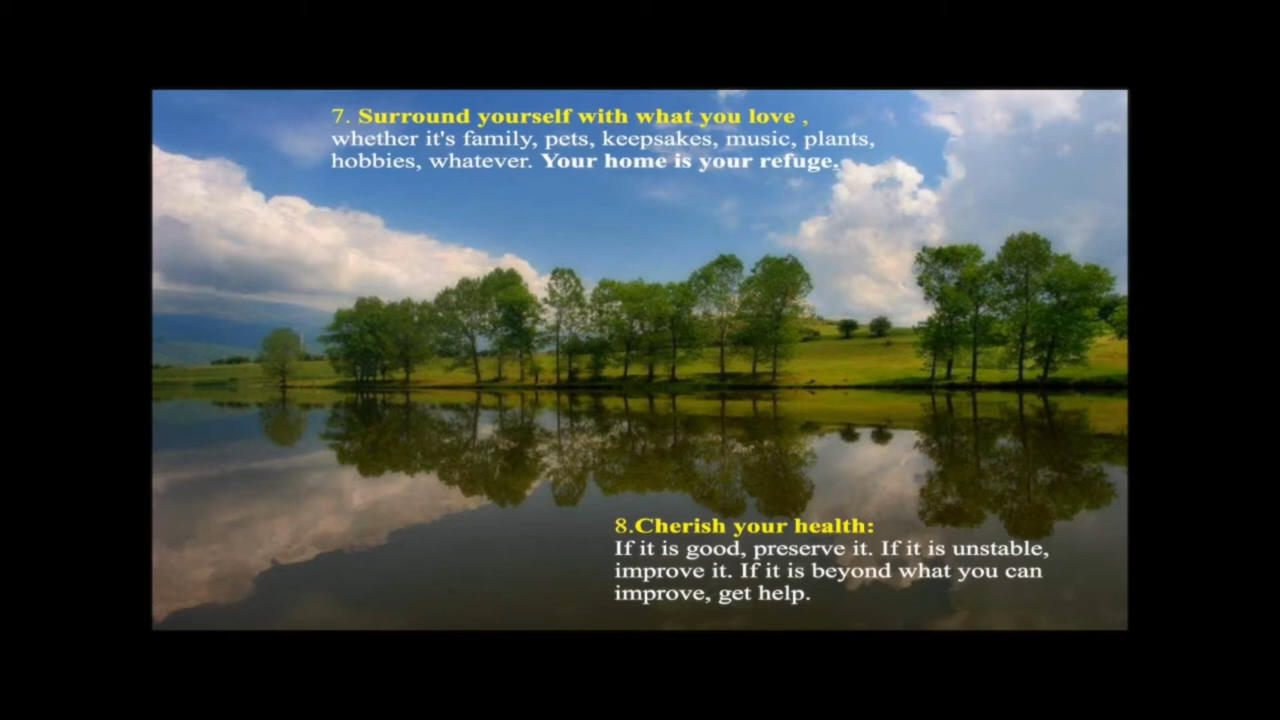 7. Surround yourself with what you love ,
whether it's family, pets, keepsakes, music, plants,
hobbies, whatever. Your home is your refuge.
8.Cherish your health:
If it is good, preserve it. If it is unstable,
improve it. If it is beyond what you can
improve, get help.